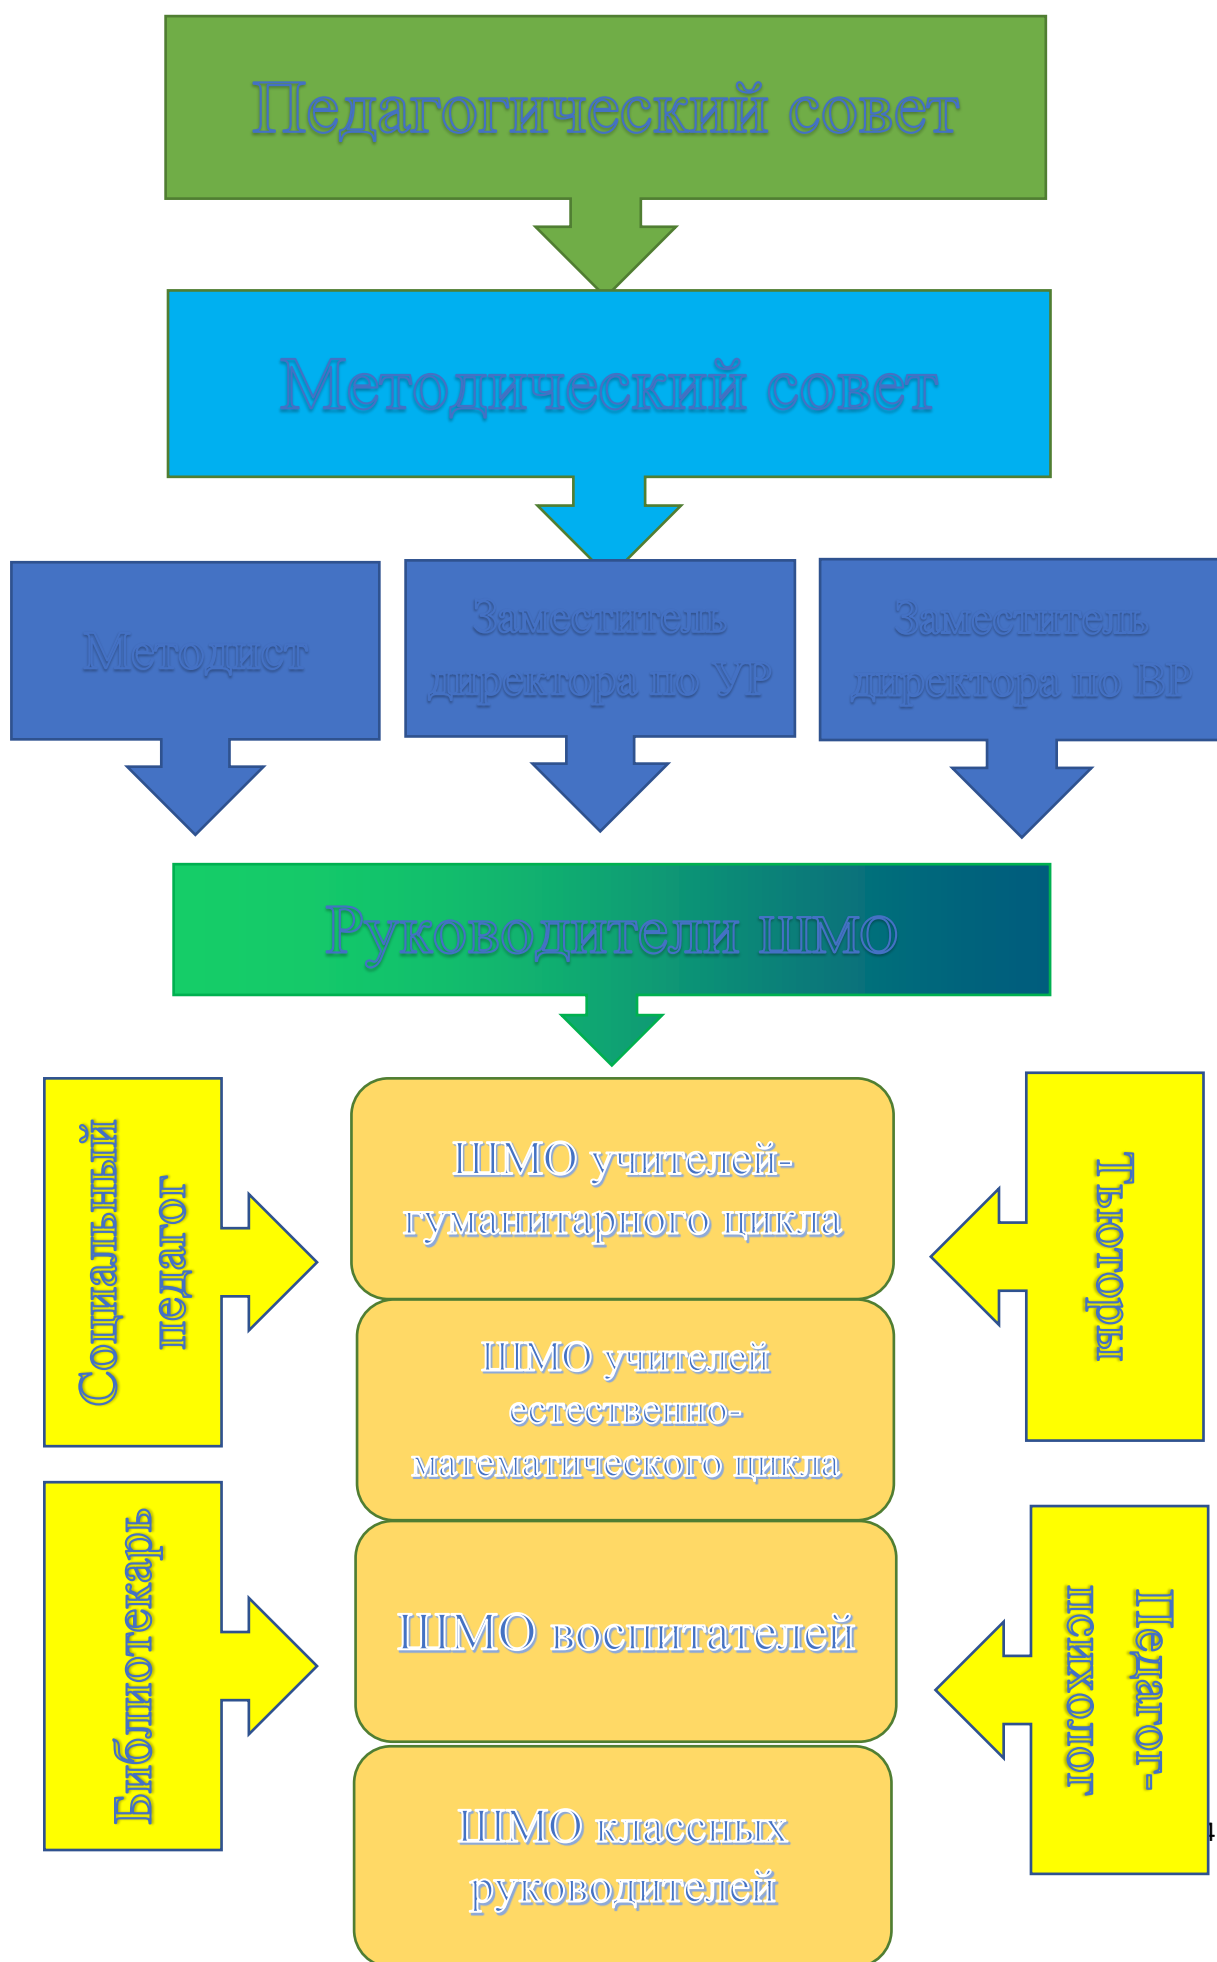 Педагогический совет
Методический совет
Методист
Заместитель
директора по УР
Заместитель
директора по ВР
Руководители ШМО
Социальный
педагог
ШМО учителей-
гуманитарного цикла
Тьюторы
ШМО учителей
естественно-
математического цикла
Библиотекарь
ШМО воспитателей
Педагог-
психолог
ШМО классных
руководителей
4